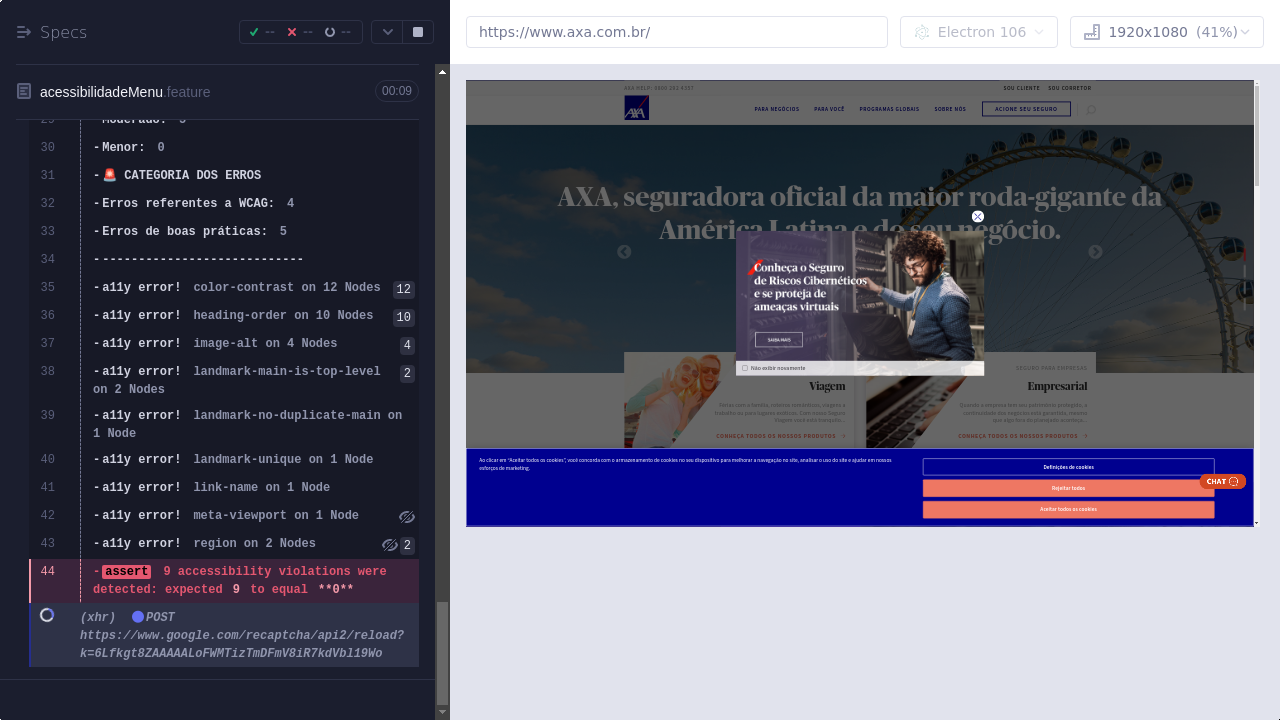 Specs
--
--
--
https://www.axa.com.br/
Electron 106
1920x1080 (41%)
acessibilidadeMenu.feature
00:09
30 - Menor: 0
31 - 🚨 CATEGORIA DOS ERROS
32 - Erros referentes a WCAG: 4
33 - Erros de boas práticas: 5
34 - ----------------------------
35 - a11y error! color-contrast on 12 Nodes 12
36 - a11y error! heading-order on 10 Nodes 10
37 - a11y error! image-alt on 4 Nodes 4
38 - a11y error! landmark-main-is-top-level 2
on 2 Nodes
39 - a11y error! landmark-no-duplicate-main on
1 Node
40 - a11y error! landmark-unique on 1 Node
41 - a11y error! link-name on 1 Node
42 - a11y error! meta-viewport on 1 Node
43 - a11y error! region on 2 Nodes 2
44 - assert 9 accessibility violations were
detected: expected 9 to equal **0**
(xhr) POST
https://www.google.com/recaptcha/api2/reload?
k=6Lfkgt8ZAAAAALoFWMTizTmDFmV8iR7kdVbl19Wo
SOU CLIENTE SOU CORRETOR
AXA
PARA NEGÓCIOS PARA VOCÊ PROGRAMAS GLOBAIS SOBRE NÓS ACIONE SEU SEGURO
AXA, seguradora oficial da maior roda-gigante da
América Latina e do seu negócio.
Conheça o Seguro
de Riscos Cibernéticos
e se proteja de
ameaças virtuais
SAIBA MAIS
Não exibir novamente
SEGURO PARA EMPRESAS
Viagem
Empresarial
CONHEÇA TODOS OS NOSSOS PRODUTOS
CONHEÇA TODOS OS NOSSOS PRODUTOS
Ao clicar em "Aceitar todos os cookies", você concorda com o armazenamento de cookies no seu dispositivo para melhorar a navegação no site, analisar o uso do site e ajudar em nossos
esforços de marketing.
Definições de cookies
Rejeitar todos
Aceitar todos os cookies
CHAT